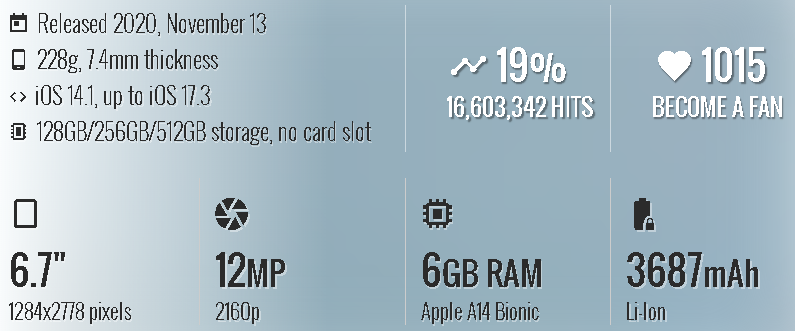 Released 2020, November 13
228g, 7.4mm thickness
iOS 14.1, up to iOS 17.3
128GB/256GB/512GB storage, no card slot
19%
16,603,342 HITS
1015
BECOME A FAN
6.7"
1284x2778 pixels
12MP
2160p
6GB RAM
Apple A14 Bionic
3687mAh
Li-Ion